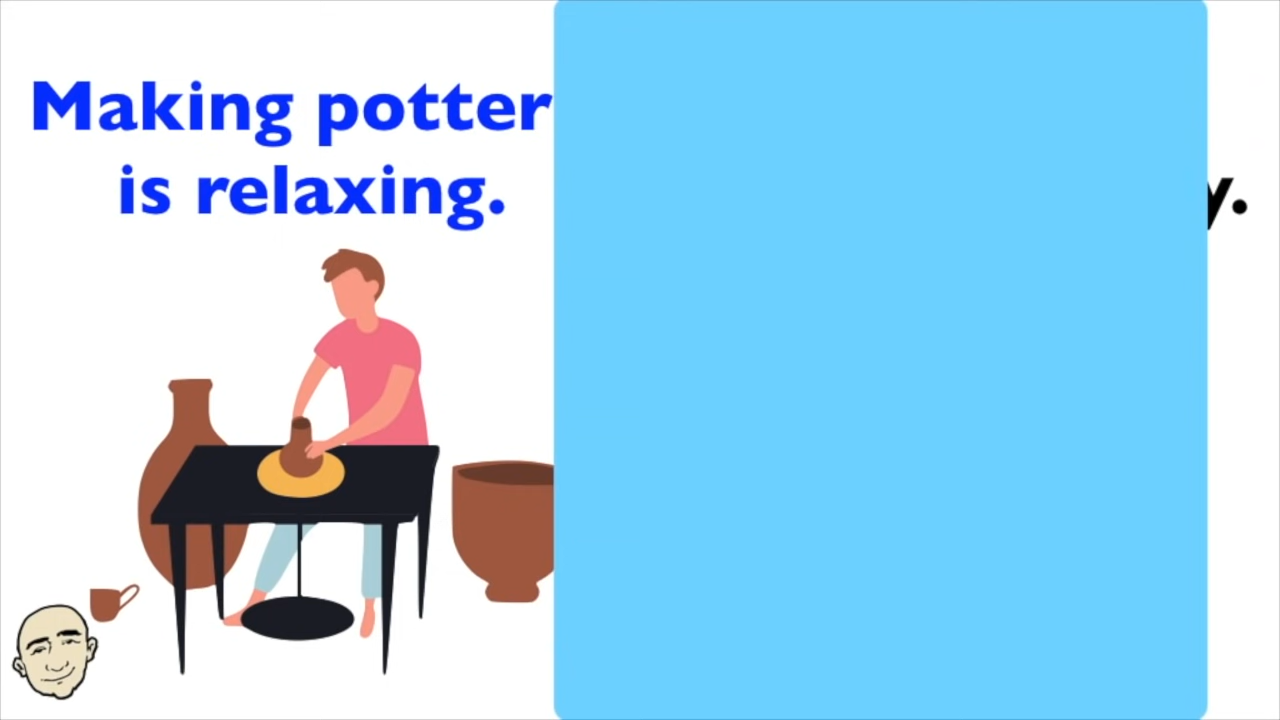 Making potter
is relaxing.
y.